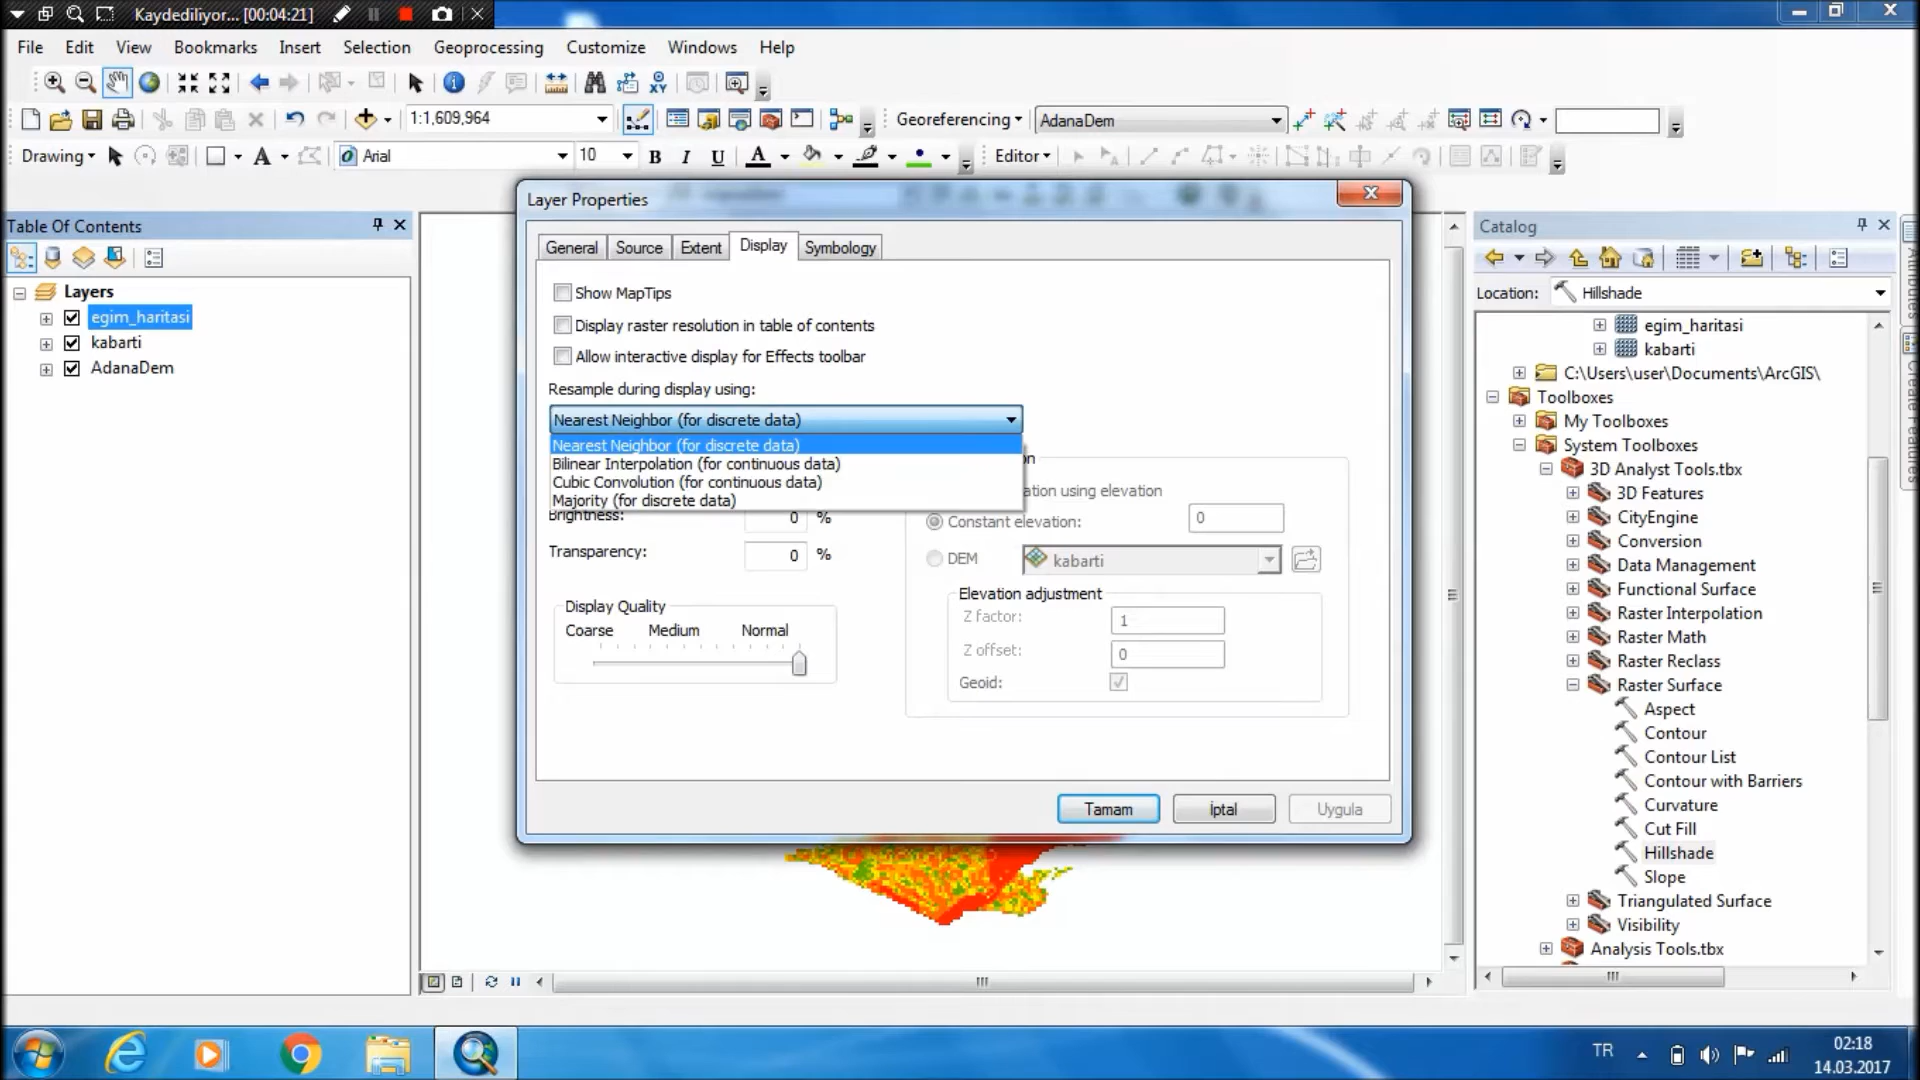 Kaydediliyor... [00:04:21]
File Edit View Bookmarks Insert Selection Geoprocessing Customize Windows Help
1:1,609,964
Georeferencing
AdanaDem
Drawing
Arial
10
B I U A
Editor
Table Of Contents
Layers
egim_haritasi
kabarti
AdanaDem
Layer Properties
General Source Extent Display Symbology
Show MapTips
Display raster resolution in table of contents
Allow interactive display for Effects toolbar
Resample during display using:
Nearest Neighbor (for discrete data)
Nearest Neighbor (for discrete data)
Bilinear Interpolation (for continuous data)
Cubic Convolution (for continuous data)
Majority (for discrete data)
Brightness: 0 %
Transparency: 0 %
Display Quality
Coarse Medium Normal
on
ation using elevation
Constant elevation: 0
DEM kabarti
Elevation adjustment
Z factor: 1
Z offset: 0
Geoid:
Tamam İptal Uygula
Catalog
Location: Hillshade
egim_haritasi
kabarti
C:\Users\user\Documents\ArcGIS\
Toolboxes
My Toolboxes
System Toolboxes
3D Analyst Tools.tbx
3D Features
CityEngine
Conversion
Data Management
Functional Surface
Raster Interpolation
Raster Math
Raster Reclass
Raster Surface
Aspect
Contour
Contour List
Contour with Barriers
Curvature
Cut Fill
Hillshade
Slope
Triangulated Surface
Visibility
Analysis Tools.tbx
Attributes
Create Features
TR
02:18
14.03.2017